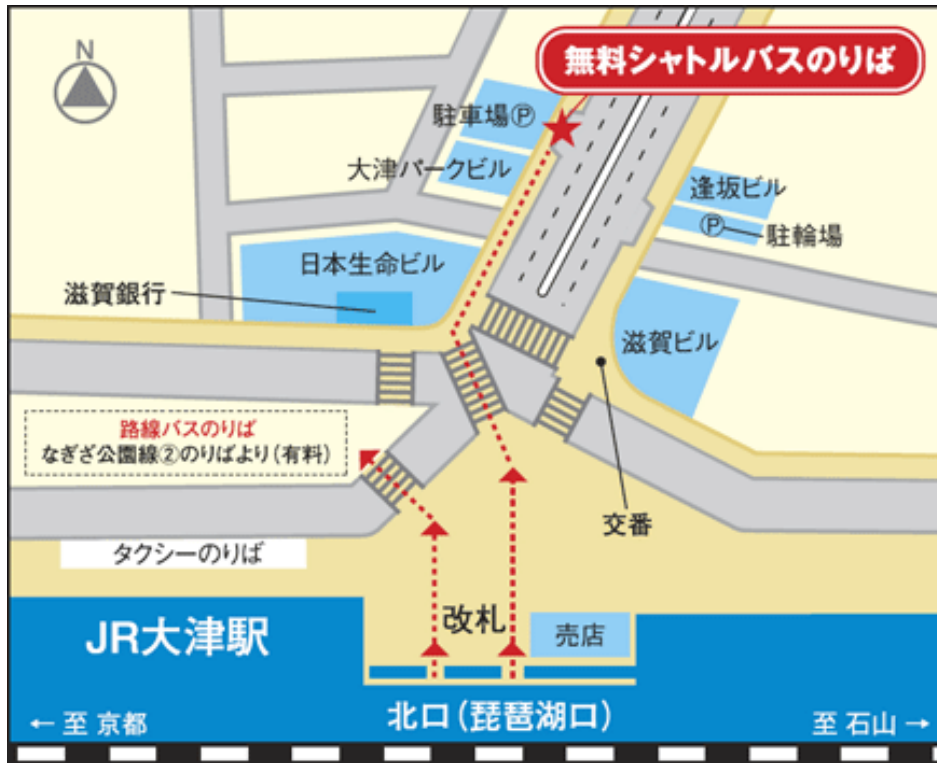 N
無料シャトルバスのりば
駐車場Ⓟ
大津パークビル
逢坂ビル
Ⓟ
駐輪場
日本生命ビル
滋賀銀行
滋賀ビル
路線バスのりば
なぎざ公園線②のりばより(有料)
交番
タクシーのりば
改札
売店
JR大津駅
北口(琵琶湖口)
← 至 京都
至 石山 →